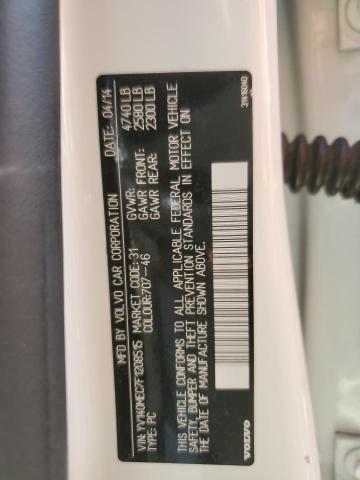 MFD BY VOLVO CAR CORPORATION DATE: 04/14
GVWR: 4740 LB
GAWR FRONT: 2580 LB
GAWR REAR: 2300 LB
VIN: YV140MEC7F1208515 MARKET CODE: 31
TYPE: PC COLOUR:707-46
THIS VEHICLE CONFORMS TO ALL APPLICABLE FEDERAL MOTOR VEHICLE
SAFETY, BUMPER AND THEFT PREVENTION STANDARDS IN EFFECT ON
THE DATE OF MANUFACTURE SHOWN ABOVE.
VOLVO